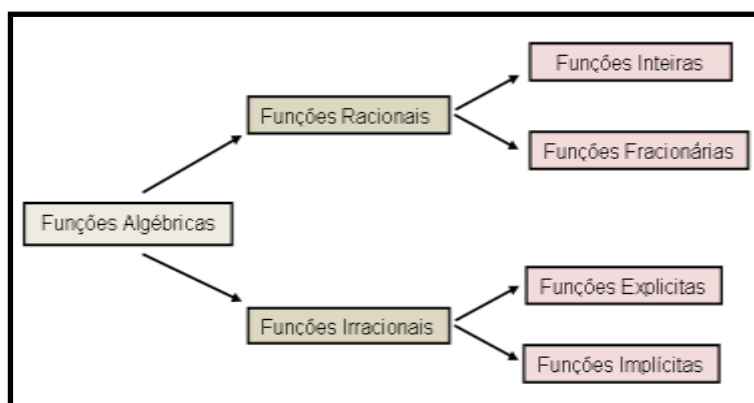 Funções Inteiras
Funções Racionais
Funções Fracionárias
Funções Algébricas
Funções Explicitas
Funções Irracionais
Funções Implícitas